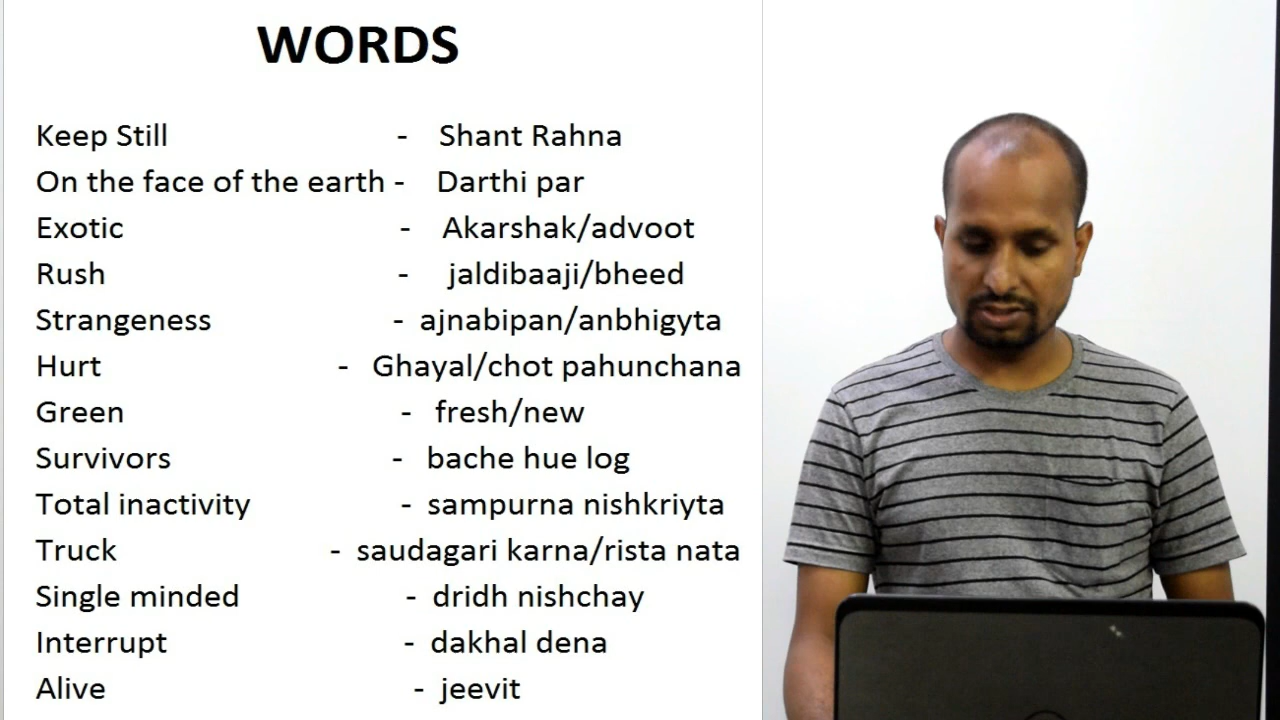 WORDS
Keep Still - Shant Rahna
On the face of the earth - Darthi par
Exotic - Akarshak/advoot
Rush - jaldibaaji/bheed
Strangeness - ajnabipan/anbhigyta
Hurt - Ghayal/chot pahunchana
Green - fresh/new
Survivors - bache hue log
Total inactivity - sampurna nishkriyta
Truck - saudagari karna/rista nata
Single minded - dridh nishchay
Interrupt - dakhal dena
Alive - jeevit